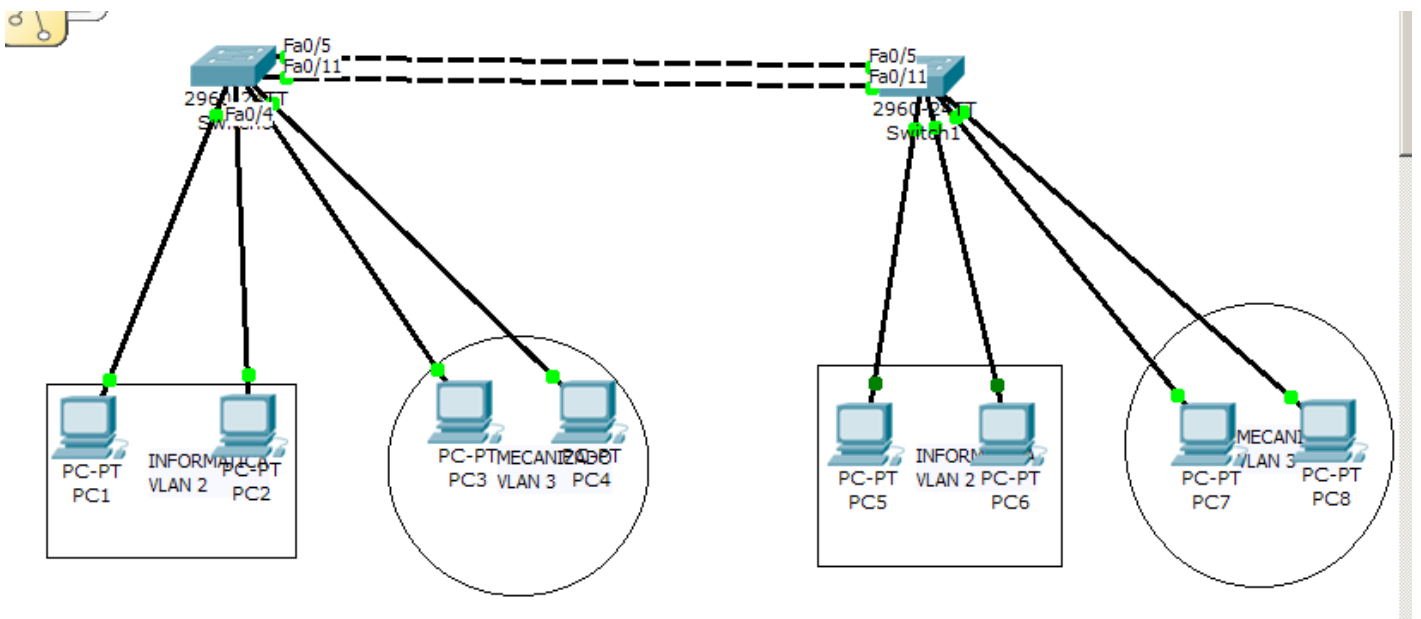 Fa0/5
Fa0/11
Fa0/4
Fa0/5
Fa0/11
2960-24TT
Switch1
INFORMATICA
VLAN 2
PC-PT
PC1
PC-PT
PC2
PC-PT
PC3
MECANIZADO
VLAN 3
PC-PT
PC4
PC-PT
PC5
VLAN 2
PC-PT
PC6
PC-PT
PC7
VLAN 3
PC-PT
PC8